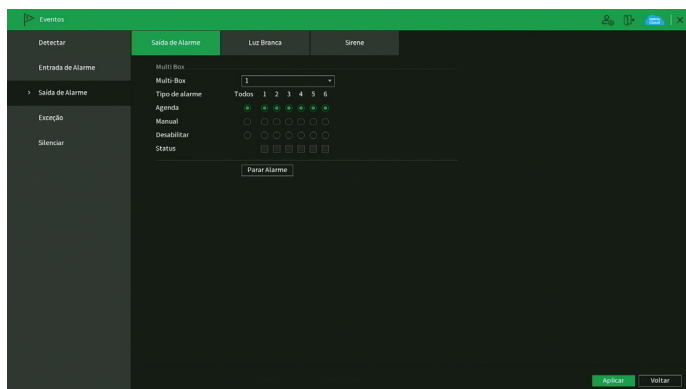 Eventos
Detectar
Entrada de Alarme
Saída de Alarme
Exceção
Silenciar
Saída de Alarme Luz Branca Sirene
Multi Box
Multi-Box 1
Tipo de alarme Todos 1 2 3 4 5 6
Agenda
Manual
Desabilitar
Status
Parar Alarme
Aplicar Voltar